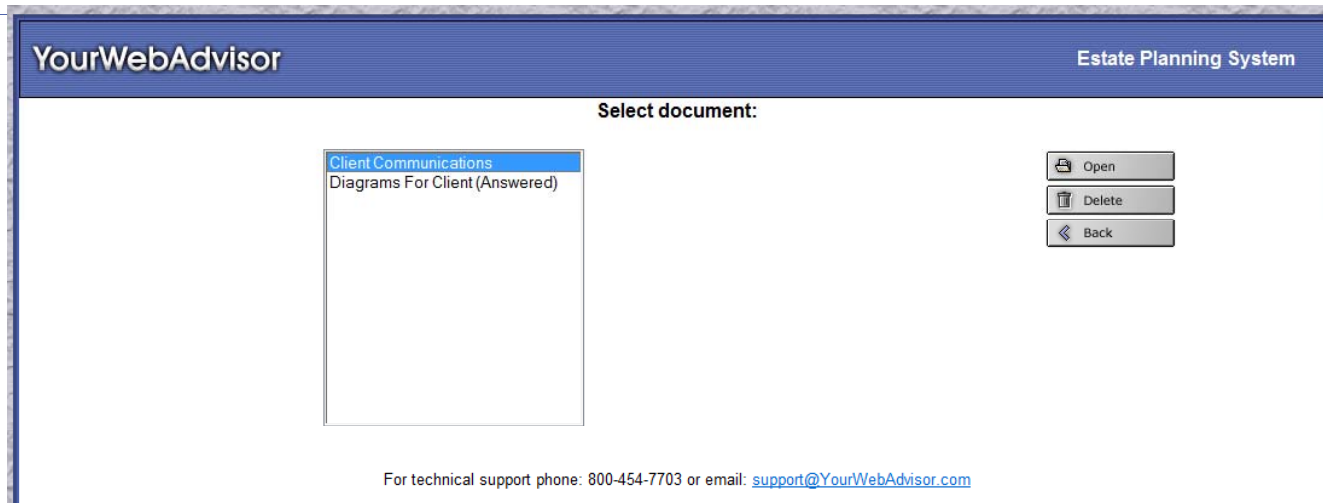 YourWebAdvisor
Estate Planning System
Select document:
Client Communications
Diagrams For Client (Answered)
Open
Delete
Back
For technical support phone: 800-454-7703 or email: support@YourWebAdvisor.com